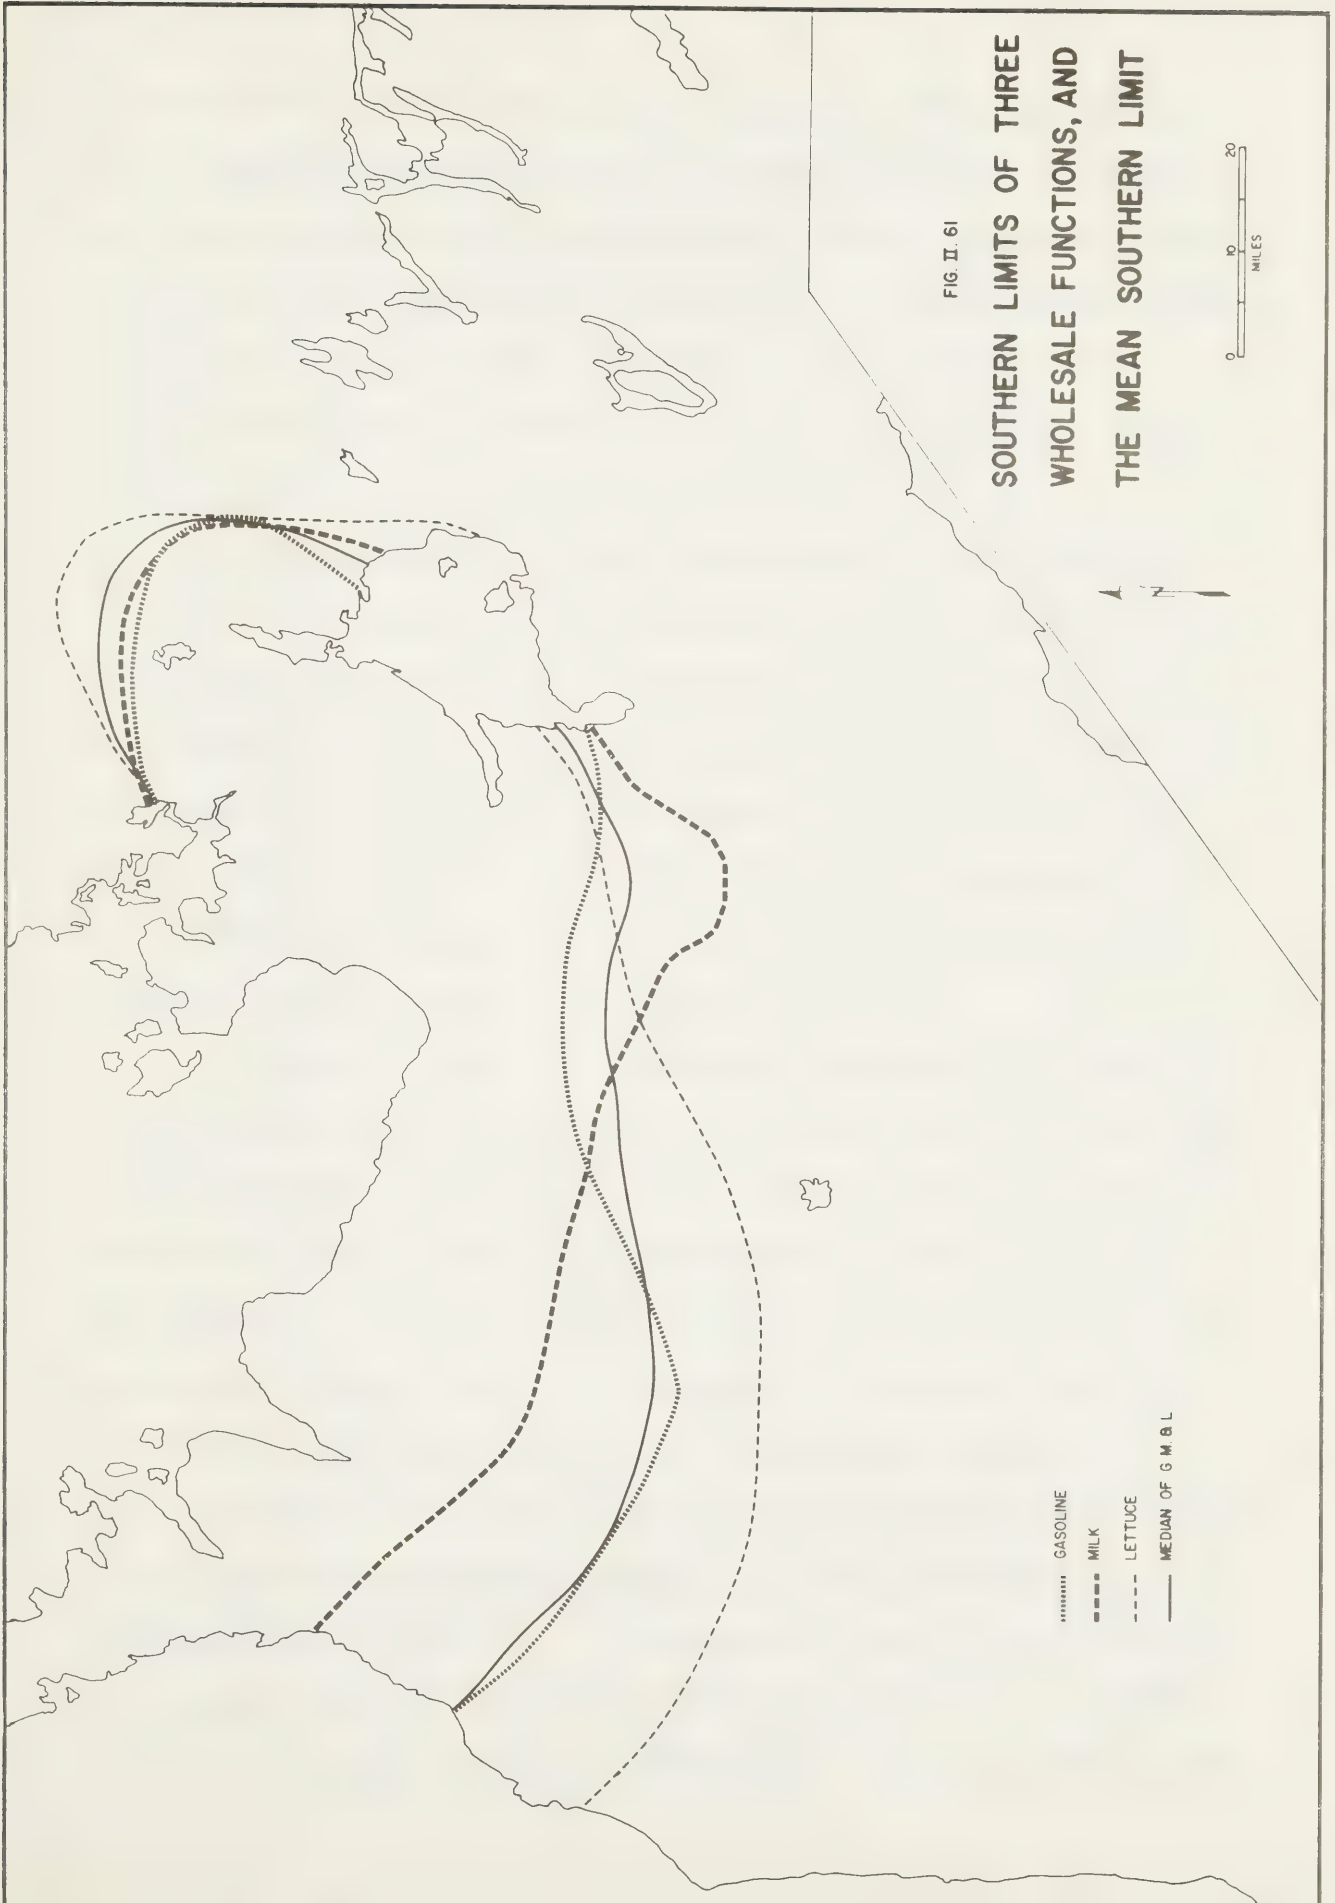 FIG. II. 61
SOUTHERN LIMITS OF THREE
WHOLESALE FUNCTIONS, AND
THE MEAN SOUTHERN LIMIT
0 10 20
MILES
N
GASOLINE
MILK
LETTUCE
MEDIAN OF G M. & L